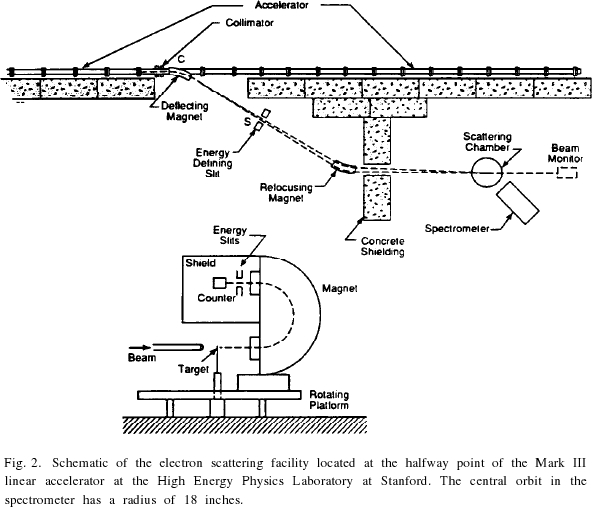 Accelerator
Collimator
C
Deflecting
Magnet
S
Energy
Defining
Slit
Refocusing
Magnet
Scattering
Chamber
Beam
Monitor
Spectrometer
Concrete
Shielding
Energy
Slits
Shield
Counter
Magnet
Beam
Target
Rotating
Platform
Fig. 2. Schematic of the electron scattering facility located at the halfway point of the Mark III
linear accelerator at the High Energy Physics Laboratory at Stanford. The central orbit in the
spectrometer has a radius of 18 inches.